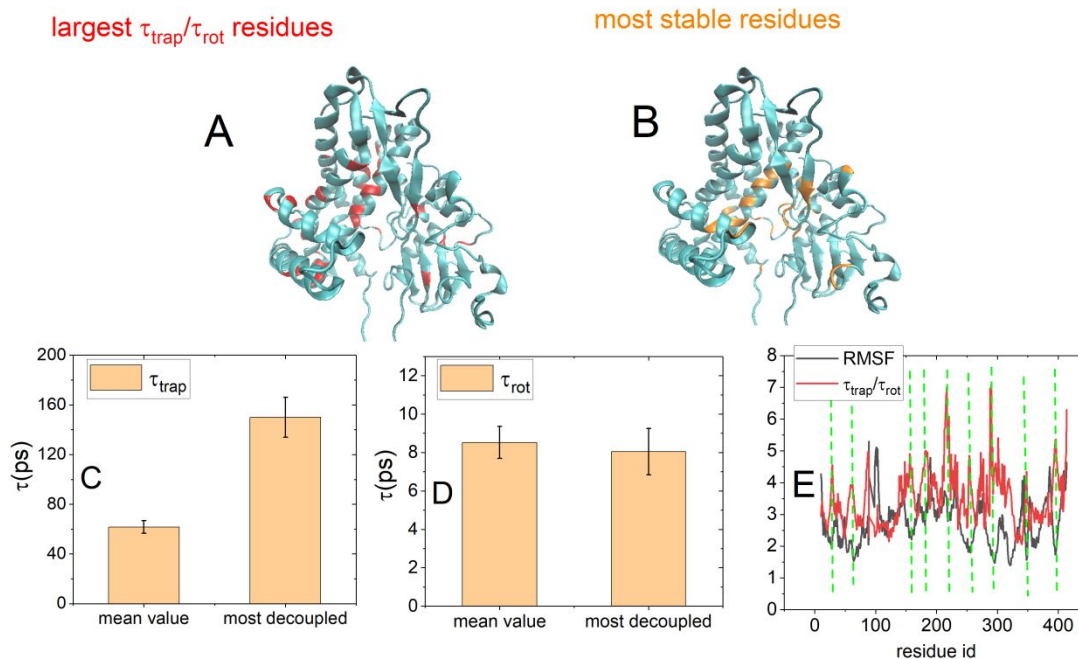 largest τtrap/τrot residues
most stable residues
A
B
200
160
120
80
40
0
τ(ps)
τtrap
C
mean value
most decoupled
12
10
8
6
4
2
0
τ(ps)
τrot
D
mean value
most decoupled
8
7
6
5
4
3
2
1
0
RMSF
τtrap/τrot
E
0
100
200
300
400
residue id